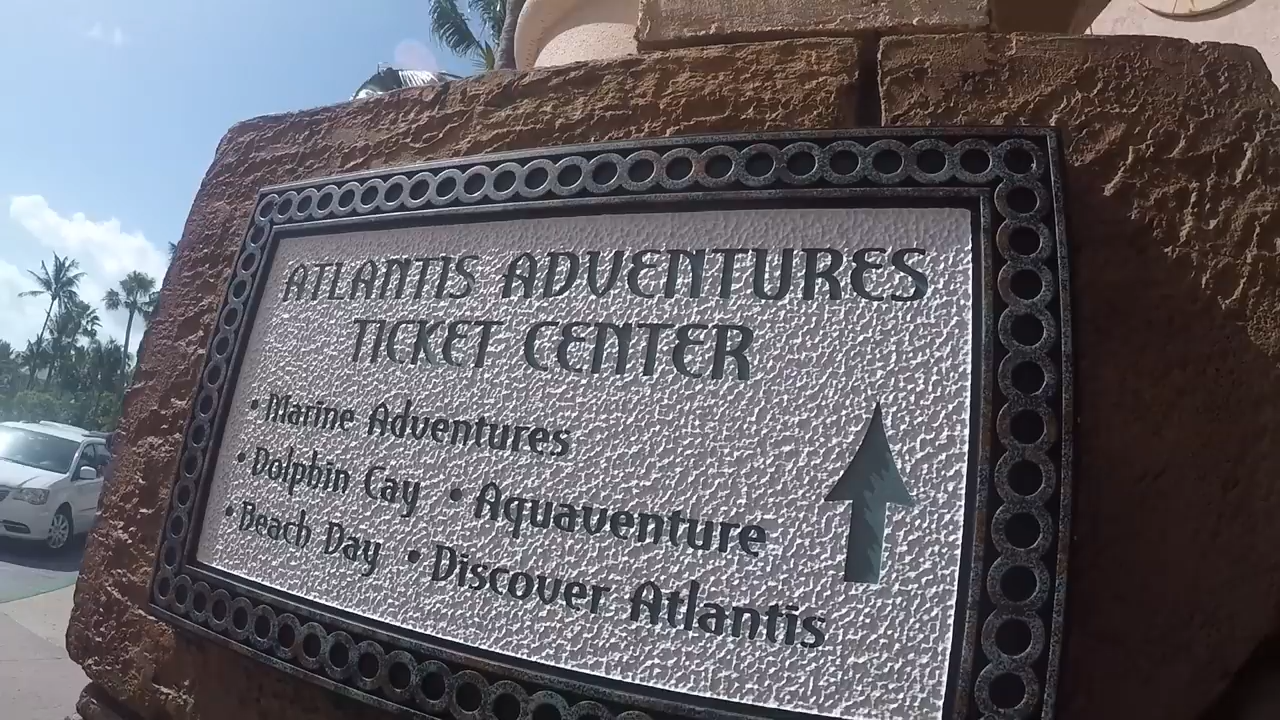 ATLANTIS ADVENTURES
TICKET CENTER
• Marine Adventures
• Dolphin Cay • Aquaventure
• Beach Day • Discover Atlantis